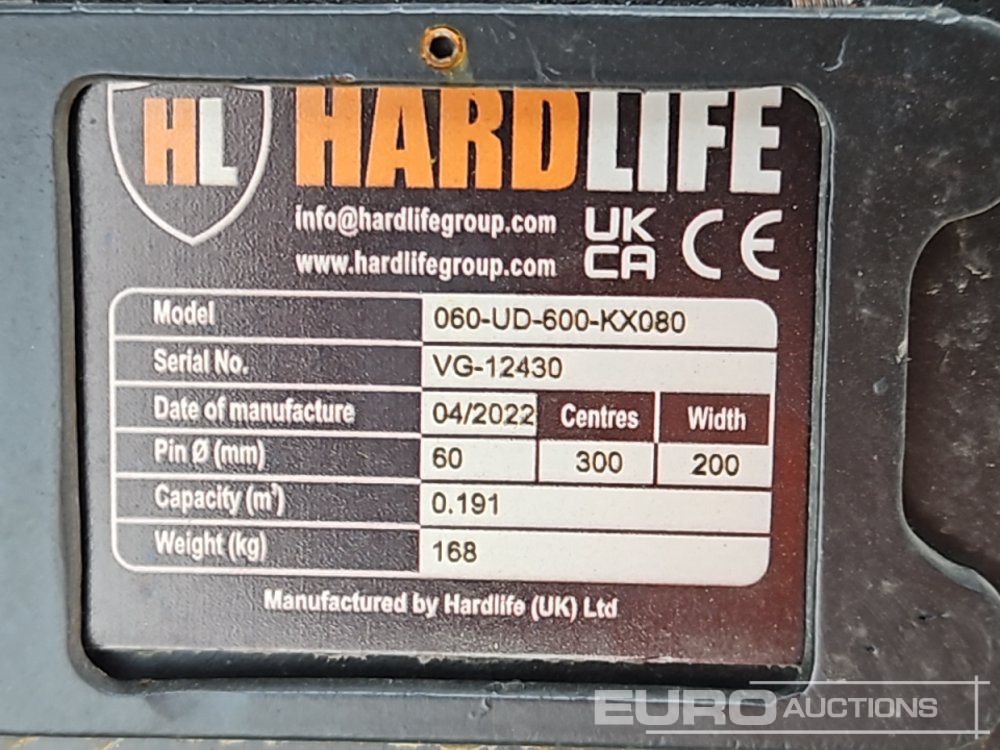 HL HARDLIFE
info@hardlifegroup.com
www.hardlifegroup.com
UK
CA CE
Model 060-UD-600-KX080
Serial No. VG-12430
Date of manufacture 04/2022 Centres Width
Pin Ø (mm) 60 300 200
Capacity (m³) 0.191
Weight (kg) 168
Manufactured by Hardlife (UK) Ltd
EURO AUCTIONS